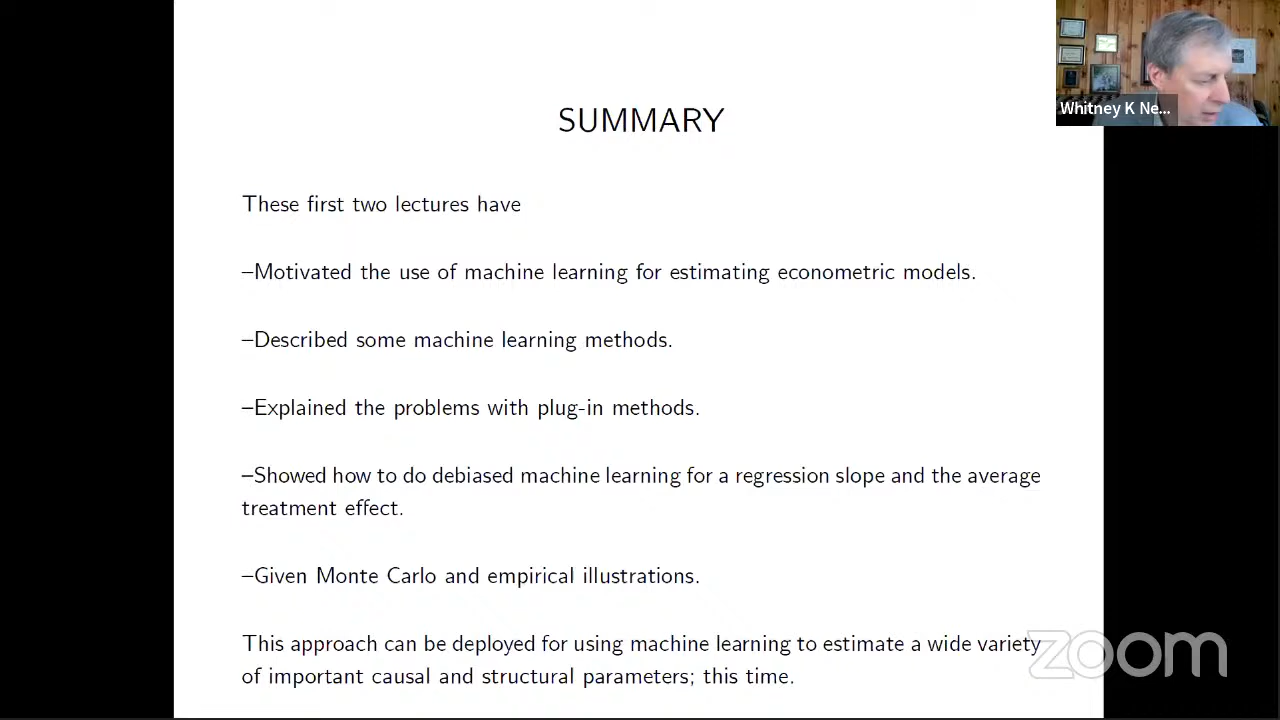 SUMMARY
Whitney K Ne...
These first two lectures have
–Motivated the use of machine learning for estimating econometric models.
–Described some machine learning methods.
–Explained the problems with plug-in methods.
–Showed how to do debiased machine learning for a regression slope and the average
treatment effect.
–Given Monte Carlo and empirical illustrations.
This approach can be deployed for using machine learning to estimate a wide variety
of important causal and structural parameters; this time.
zoom